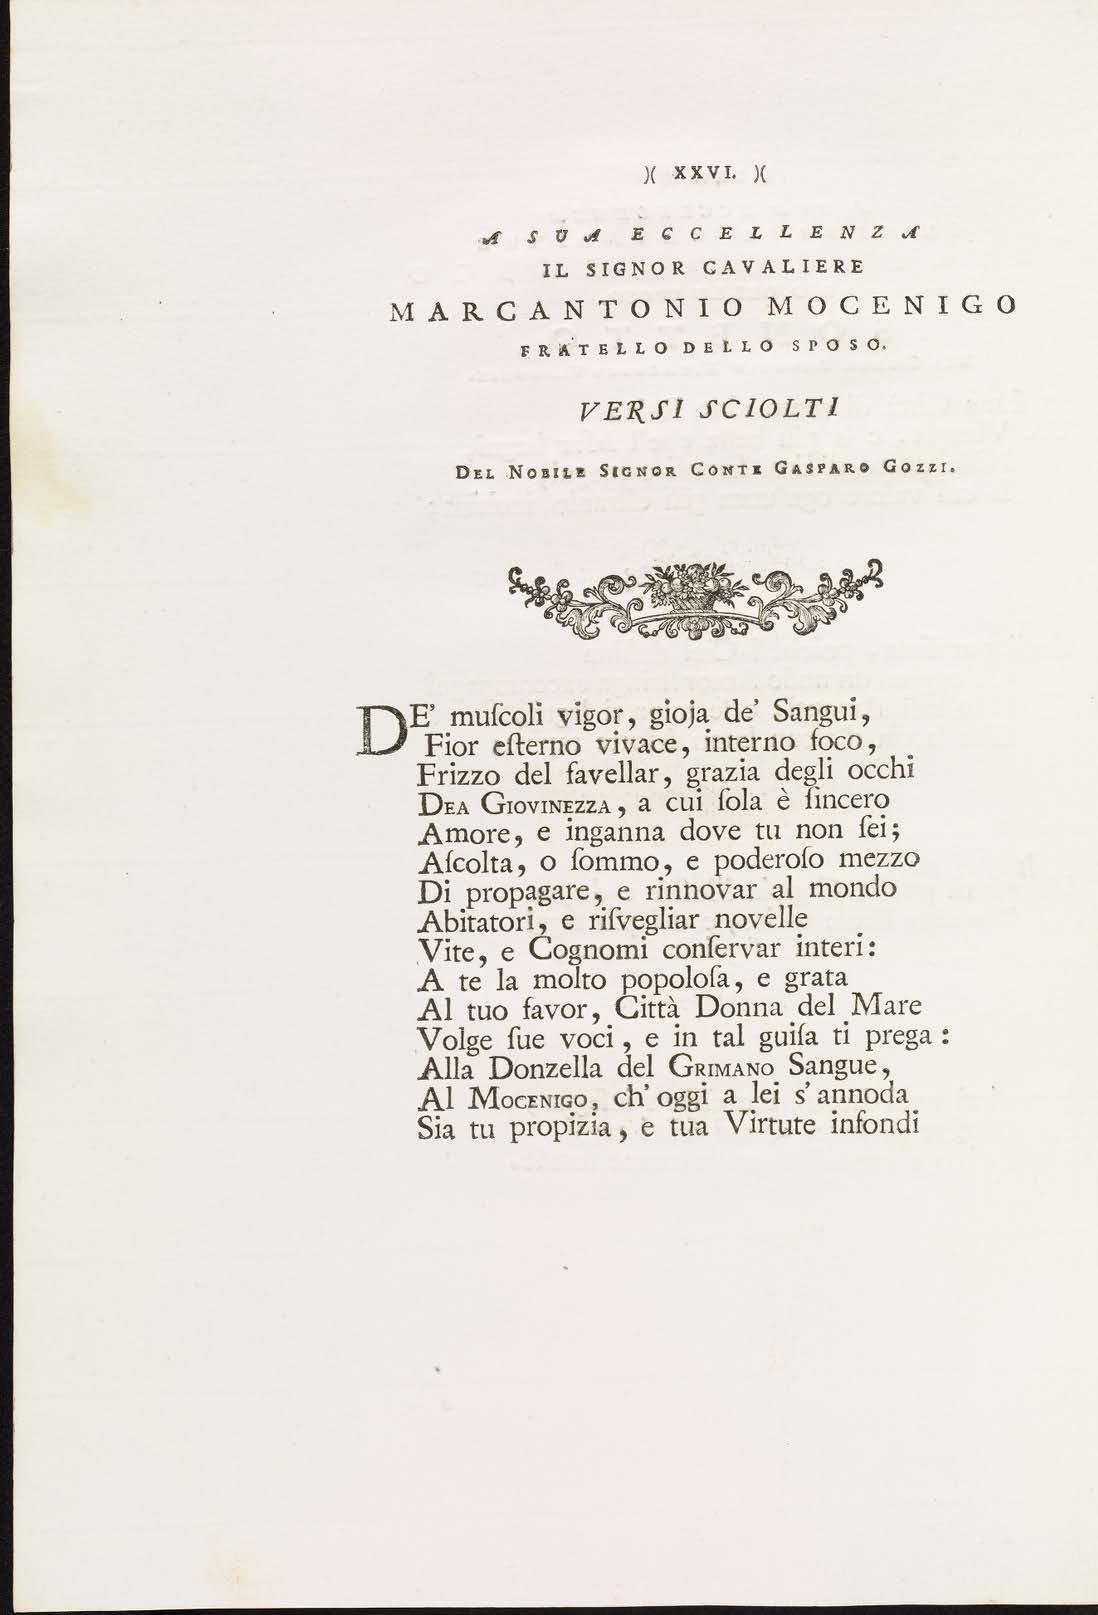 )( XXVI. )(
A SUA ECCELLENZA
IL SIGNOR CAVALIERE
MARCANTONIO MOCENIGO
FRATELLO DELLO SPOSO.
VERSI SCIOLTI
DEL NOBILE SIGNOR CONTE GASPARO GOZZI.
DE' muſcoli vigor, gioja de' Sangui,
Fior eſterno vivace, interno foco,
Frizzo del favellar, grazia degli occhi
DEA GIOVINEZZA, a cui ſola è ſincero
Amore, e inganna dove tu non ſei;
Aſcolta, o ſommo, e poderoſo mezzo
Di propagare, e rinnovar al mondo
Abitatori, e riſvegliar novelle
Vite, e Cognomi conſervar interi:
A te la molto popoloſa, e grata
Al tuo favor, Città Donna del Mare
Volge ſue voci, e in tal guiſa ti prega:
Alla Donzella del GRIMANO Sangue,
Al MOCENIGO, ch' oggi a lei s' annoda
Sia tu propizia, e tua Virtute infondi